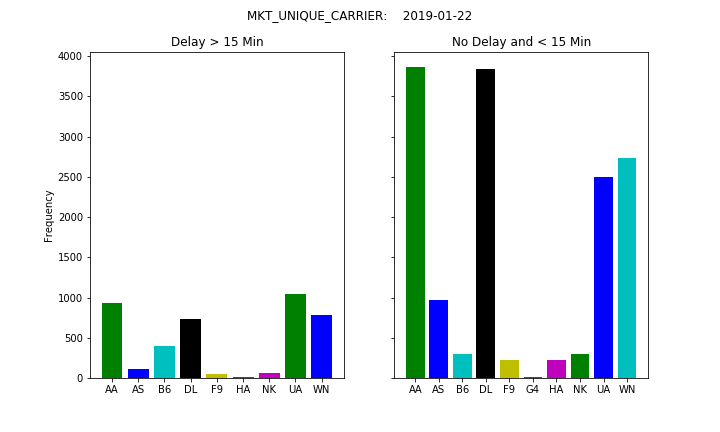 MKT_UNIQUE_CARRIER:    2019-01-22
Delay > 15 Min
No Delay and < 15 Min
Frequency
4000
3500
3000
2500
2000
1500
1000
500
0
AA AS B6 DL F9 HA NK UA WN
AA AS B6 DL F9 G4 HA NK UA WN